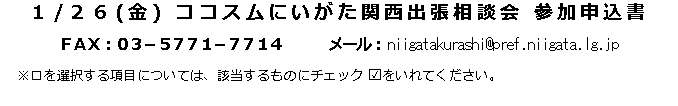 １/２６(金) ココスムにいがた関西出張相談会 参加申込書
FAX：03−5771−7714　　メール：niigatakurashi@pref.niigata.lg.jp
※□を選択する項目については、該当するものにチェック☑をいれてください。